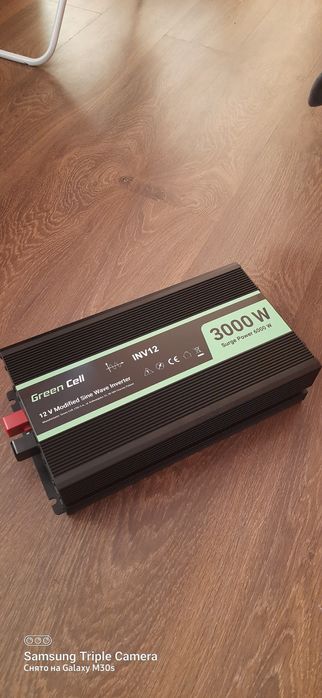 Green Cell
INV12
12 V Modified Sine Wave Inverter
3000 W
Surge Power 6000 W
CE
Samsung Triple Camera
Снято на Galaxy M30s